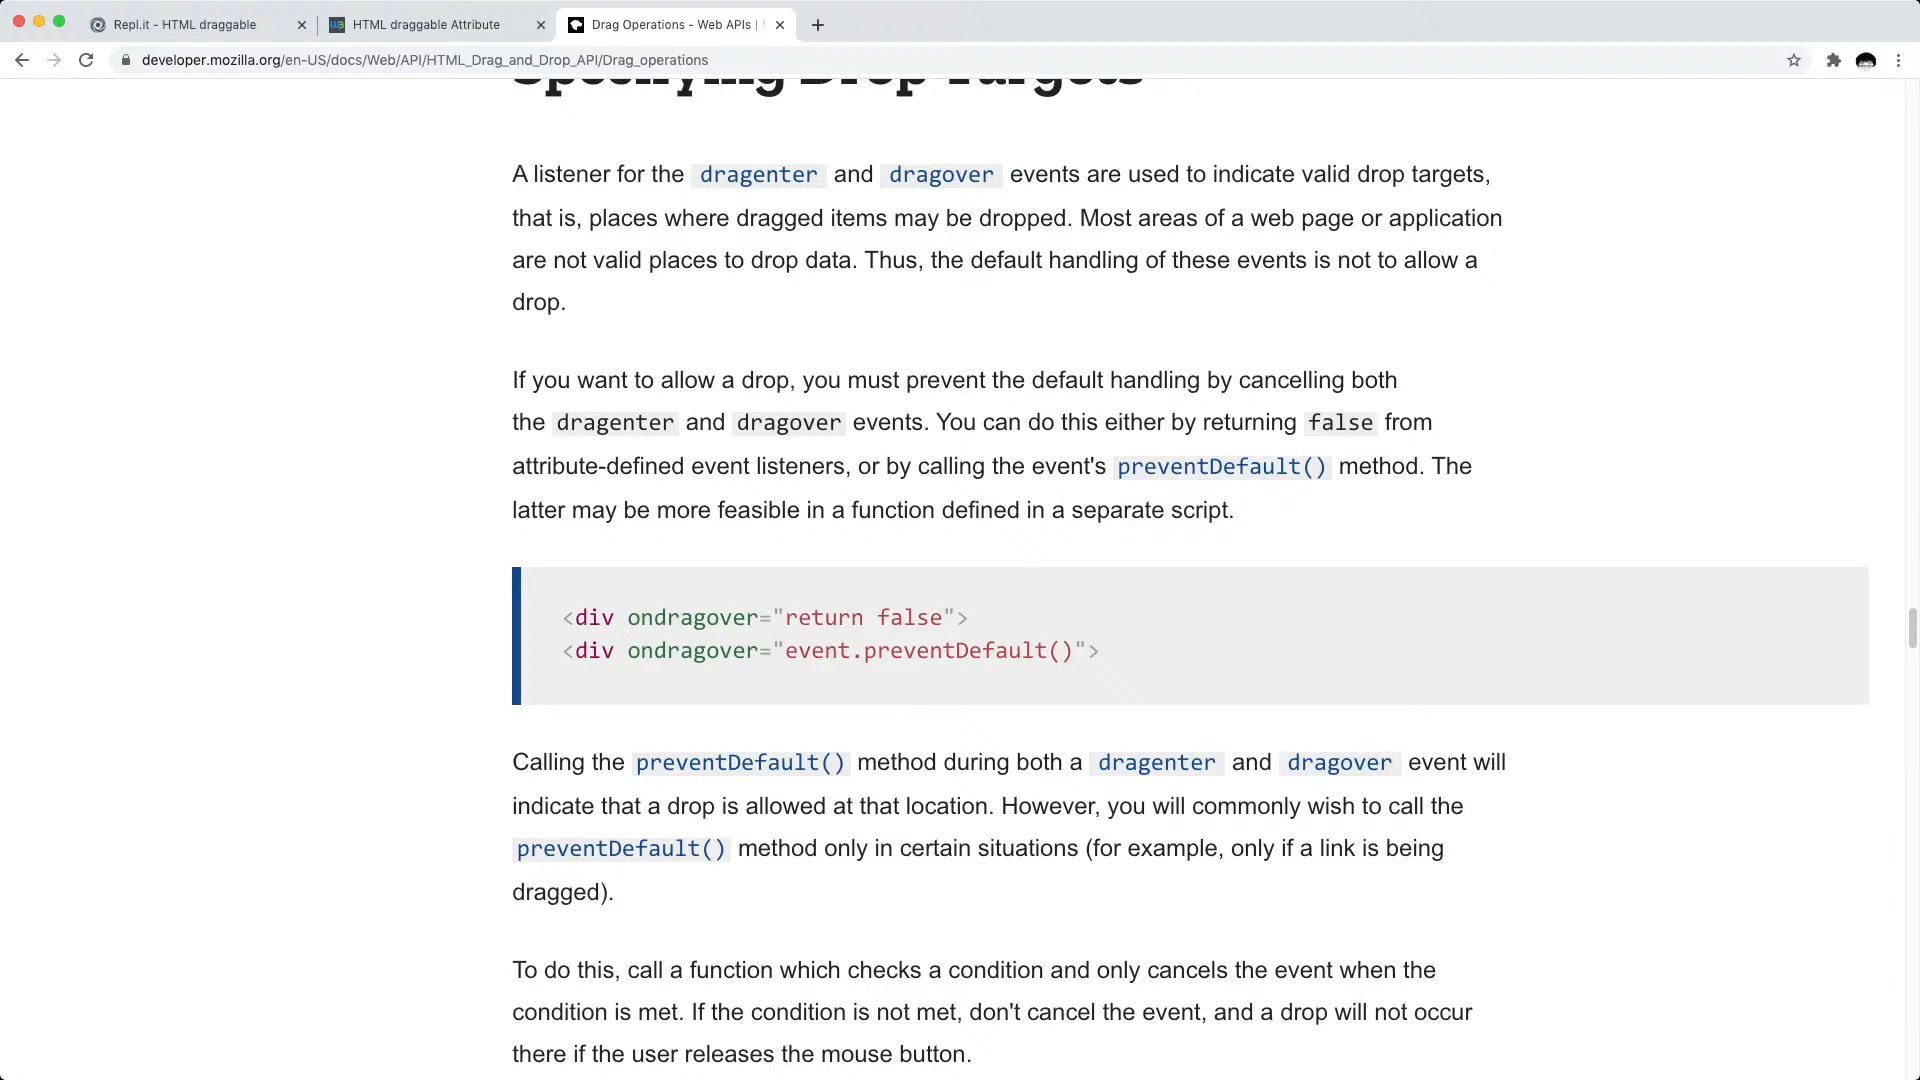 Repl.it - HTML draggable
HTML draggable Attribute
Drag Operations - Web APIs |
developer.mozilla.org/en-US/docs/Web/API/HTML_Drag_and_Drop_API/Drag_operations
Specifying Drop Targets
A listener for the dragenter and dragover events are used to indicate valid drop targets,
that is, places where dragged items may be dropped. Most areas of a web page or application
are not valid places to drop data. Thus, the default handling of these events is not to allow a
drop.
If you want to allow a drop, you must prevent the default handling by cancelling both
the dragenter and dragover events. You can do this either by returning false from
attribute-defined event listeners, or by calling the event's preventDefault() method. The
latter may be more feasible in a function defined in a separate script.
<div ondragover="return false">
<div ondragover="event.preventDefault()">
Calling the preventDefault() method during both a dragenter and dragover event will
indicate that a drop is allowed at that location. However, you will commonly wish to call the
preventDefault() method only in certain situations (for example, only if a link is being
dragged).
To do this, call a function which checks a condition and only cancels the event when the
condition is met. If the condition is not met, don't cancel the event, and a drop will not occur
there if the user releases the mouse button.